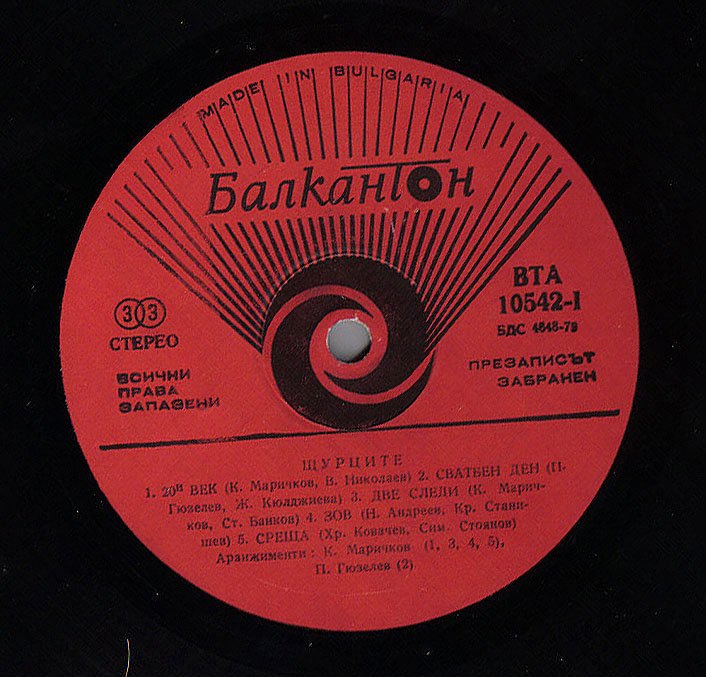 MADE IN BULGARIA
Балкантон
ВТА
10542-I
БДС 4848-79
33
СТЕРЕО
ВСИЧНИ
ПРАВА
ЗАПАЗЕНИ
ПРЕЗАПИСЪТ
ЗАБРАНЕН
ЩУРЦИТЕ
1. 20И ВЕК (К. Маричков, В. Николаев) 2. СВАТБЕН ДЕН (П.
Гюзелев, Ж. Кюлджиева) 3. ДВЕ СЛЕДИ (К. Марич-
ков, Ст. Банков) 4. ЗОВ (Н. Андреев, Кр. Стани-
шев) 5. СРЕЩА (Хр. Ковачев, Сим. Стоянов)
Аранжименти: К. Маричков (1, 3, 4, 5),
П. Гюзелев (2)